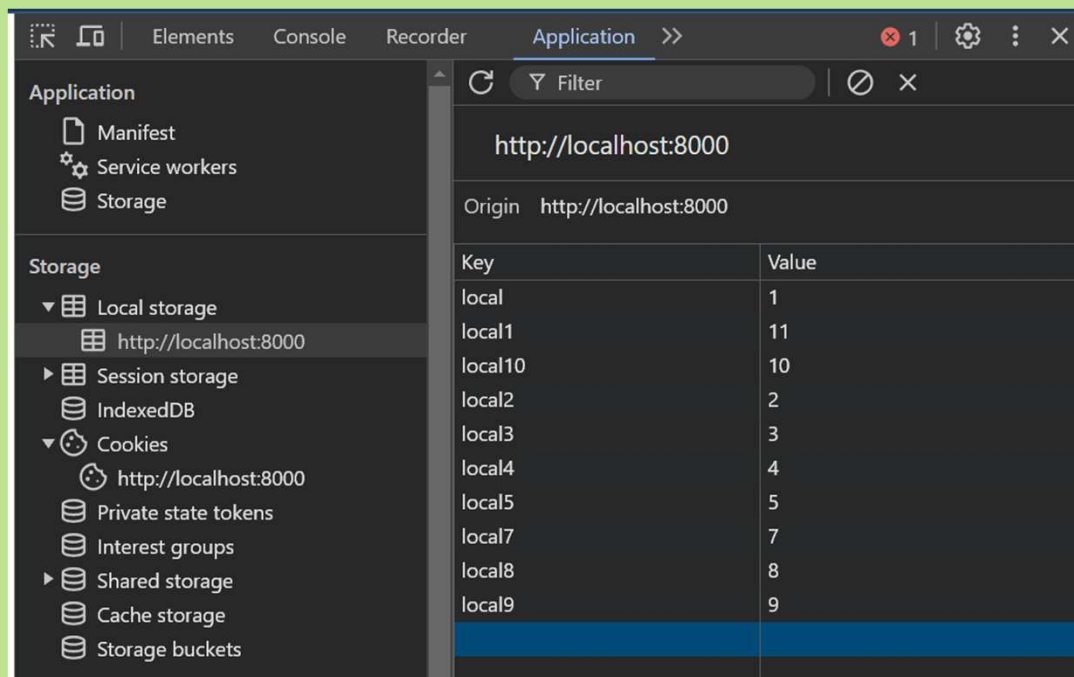 Elements Console Recorder Application 1
Application
Manifest
Service workers
Storage
Storage
Local storage
http://localhost:8000
Session storage
IndexedDB
Cookies
http://localhost:8000
Private state tokens
Interest groups
Shared storage
Cache storage
Storage buckets
Filter
http://localhost:8000
Origin http://localhost:8000
Key Value
local 1
local1 11
local10 10
local2 2
local3 3
local4 4
local5 5
local7 7
local8 8
local9 9